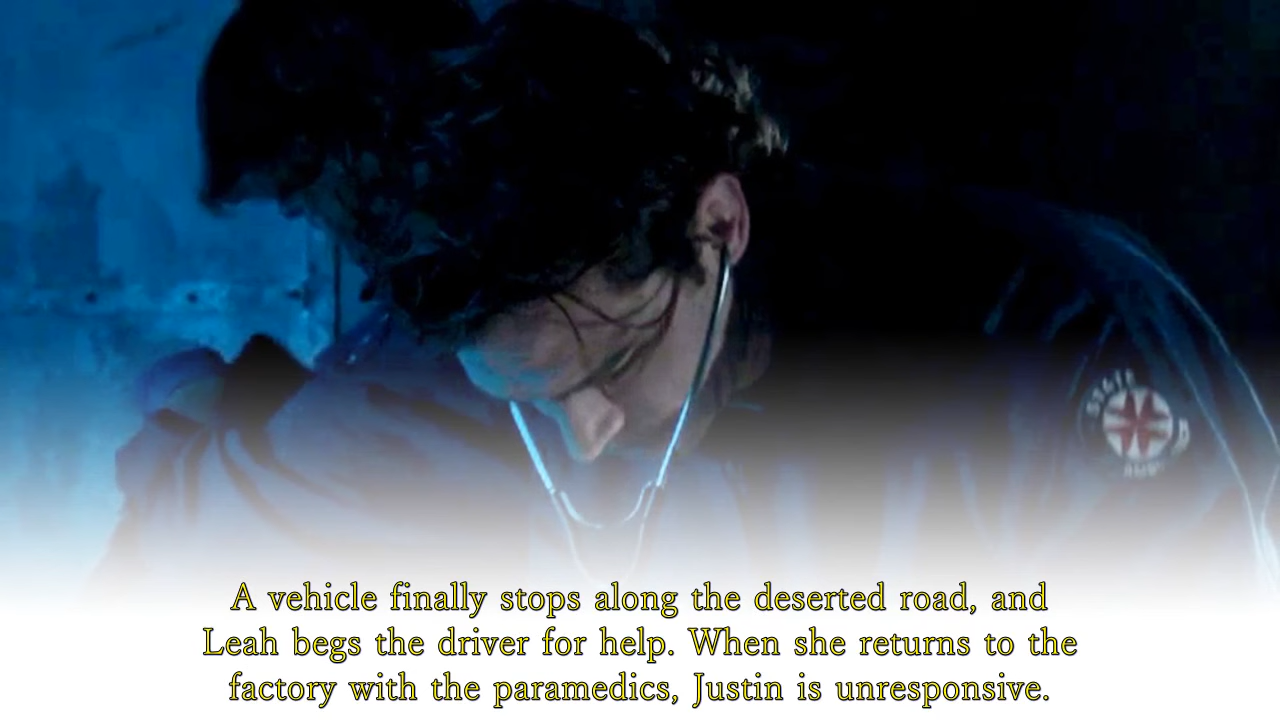 A vehicle finally stops along the deserted road, and
Leah begs the driver for help. When she returns to the
factory with the paramedics, Justin is unresponsive.